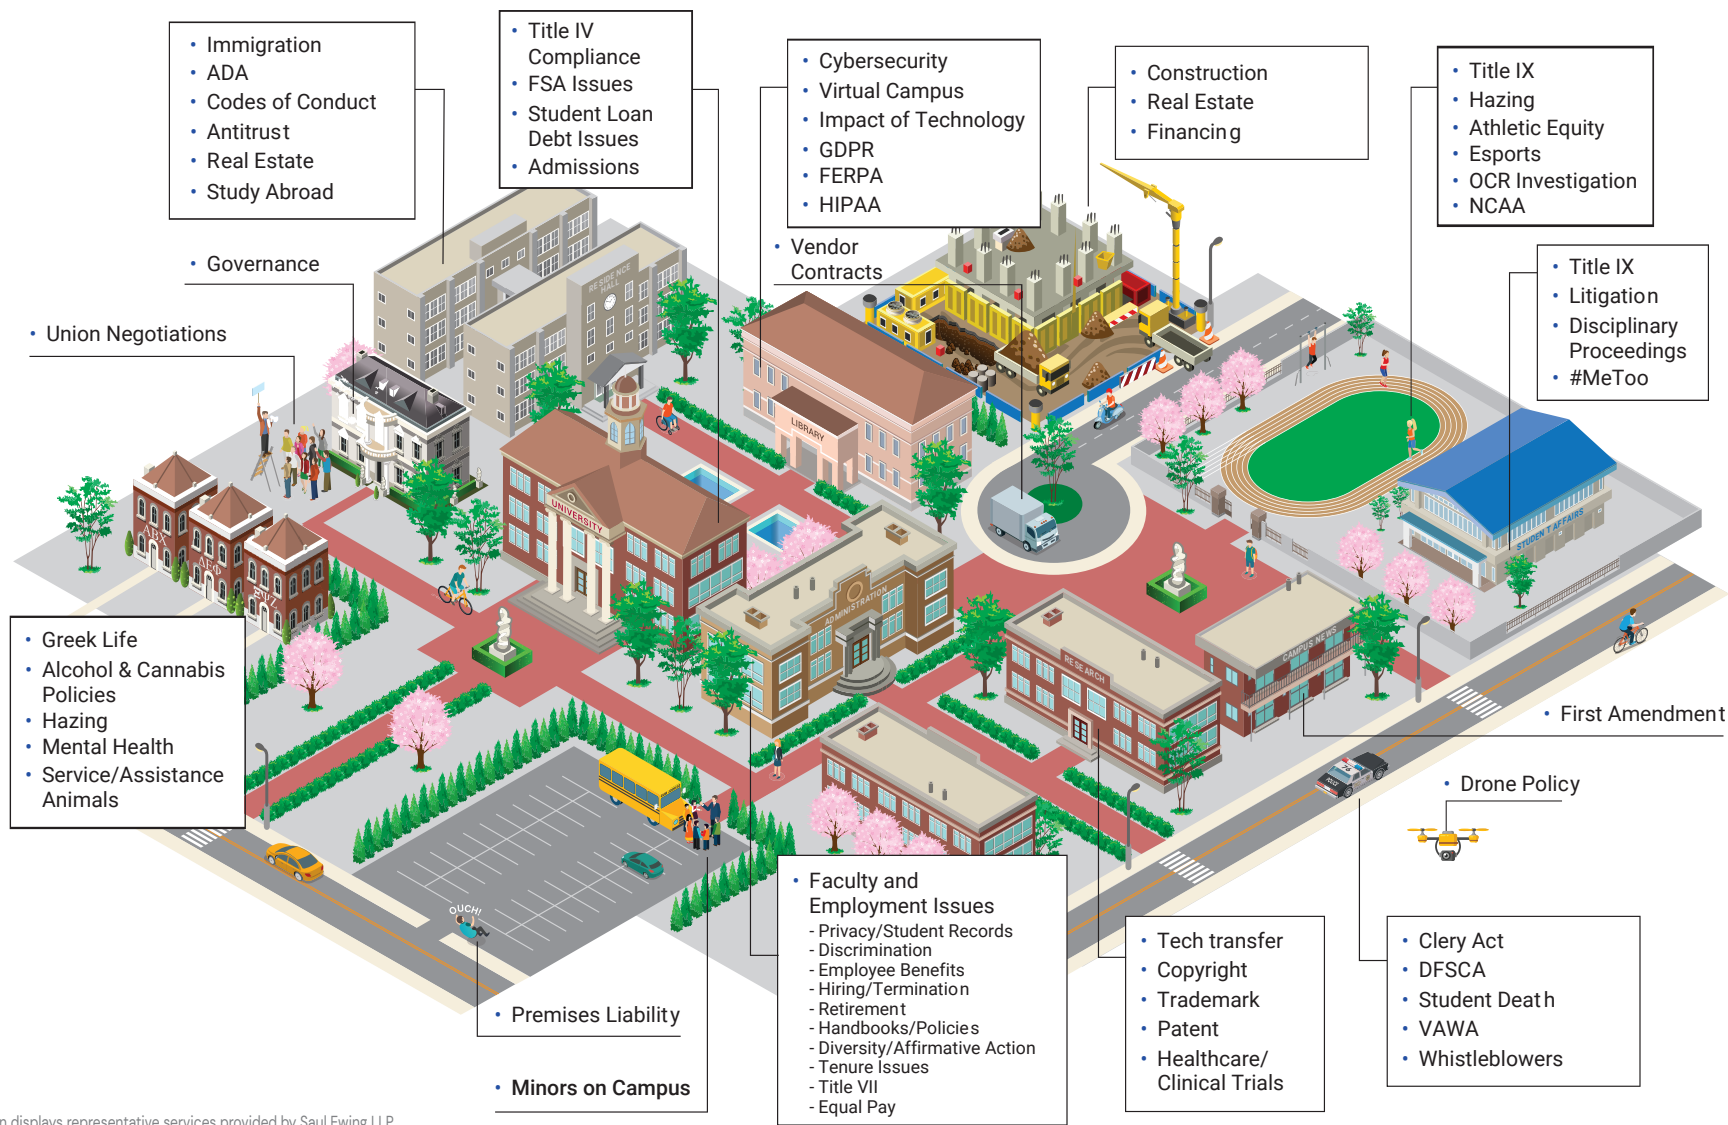 • Immigration
• ADA
• Codes of Conduct
• Antitrust
• Real Estate
• Study Abroad
• Title IV
Compliance
• FSA Issues
• Student Loan
Debt Issues
• Admissions
• Cybersecurity
• Virtual Campus
• Impact of Technology
• GDPR
• FERPA
• HIPAA
• Construction
• Real Estate
• Financing
• Title IX
• Hazing
• Athletic Equity
• Esports
• OCR Investigation
• NCAA
• Governance
• Vendor
Contracts
• Title IX
• Litigation
• Disciplinary
Proceedings
• #MeToo
• Union Negotiations
RESIDENCE
HALL
LIBRARY
UNIVERSITY
STUDENT AFFAIRS
ΛΒΧ
ΔΕΦ
ΞΨΖ
ADMINISTRATION
RESEARCH
CAMPUS NEWS
• Greek Life
• Alcohol & Cannabis
Policies
• Hazing
• Mental Health
• Service/Assistance
Animals
• First Amendment
• Drone Policy
76
POLICE
OUCH!
• Faculty and
Employment Issues
- Privacy/Student Records
- Discrimination
- Employee Benefits
- Hiring/Termination
- Retirement
- Handbooks/Policies
- Diversity/Affirmative Action
- Tenure Issues
- Title VII
- Equal Pay
• Tech transfer
• Copyright
• Trademark
• Patent
• Healthcare/
Clinical Trials
• Clery Act
• DFSCA
• Student Death
• VAWA
• Whistleblowers
• Premises Liability
• Minors on Campus
displays representative services provided by Saul Ewing LLP